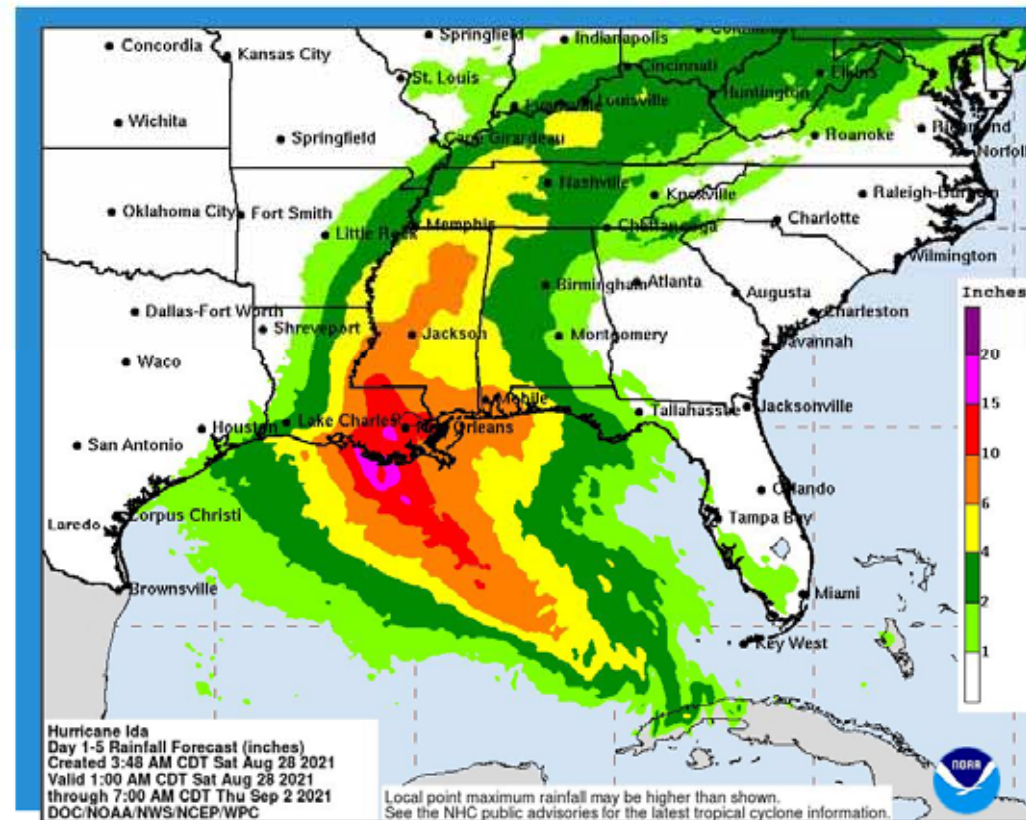 Concordia
Kansas City
Springfield
Indianapolis
Cincinnati
Elkins
St. Louis
Evansville
Louisville
Huntington
Wichita
Springfield
Cape Girardeau
Roanoke
Richmond
Norfolk
Nashville
Knoxville
Raleigh-Durham
Oklahoma City
Fort Smith
Little Rock
Memphis
Chattanooga
Charlotte
Wilmington
Birmingham
Atlanta
Augusta
Inches
Dallas-Fort Worth
Shreveport
Jackson
Montgomery
Charleston
Savannah
20
Waco
Lake Charles
Mobile
Tallahassee
Jacksonville
15
Houston
New Orleans
San Antonio
10
Orlando
6
Laredo
Corpus Christi
Tampa Bay
4
Brownsville
Miami
2
Key West
1
Hurricane Ida
Day 1-5 Rainfall Forecast (inches)
Created 3:48 AM CDT Sat Aug 28 2021
Valid 1:00 AM CDT Sat Aug 28 2021
through 7:00 AM CDT Thu Sep 2 2021
DOC/NOAA/NWS/NCEP/WPC
Local point maximum rainfall may be higher than shown.
See the NHC public advisories for the latest tropical cyclone information.
NOAA